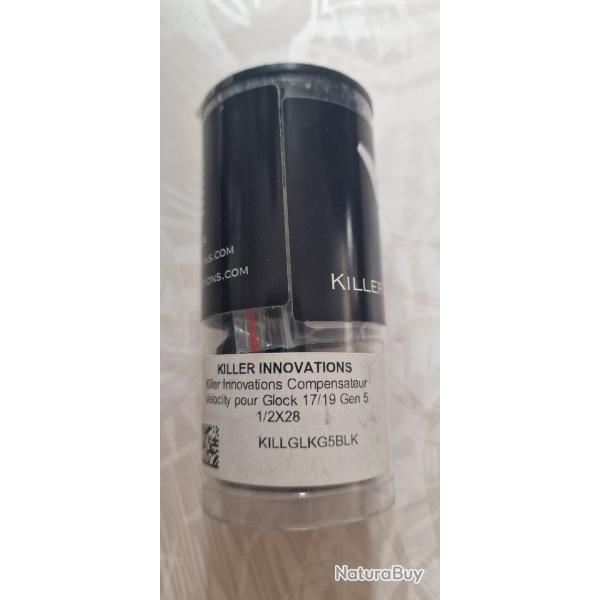 ONS.COM
TIONS.COM
KILLER
KILLER INNOVATIONS
Killer Innovations Compensateur
Velocity pour Glock 17/19 Gen 5
1/2X28
KILLGLKG5BLK
NaturaBuy